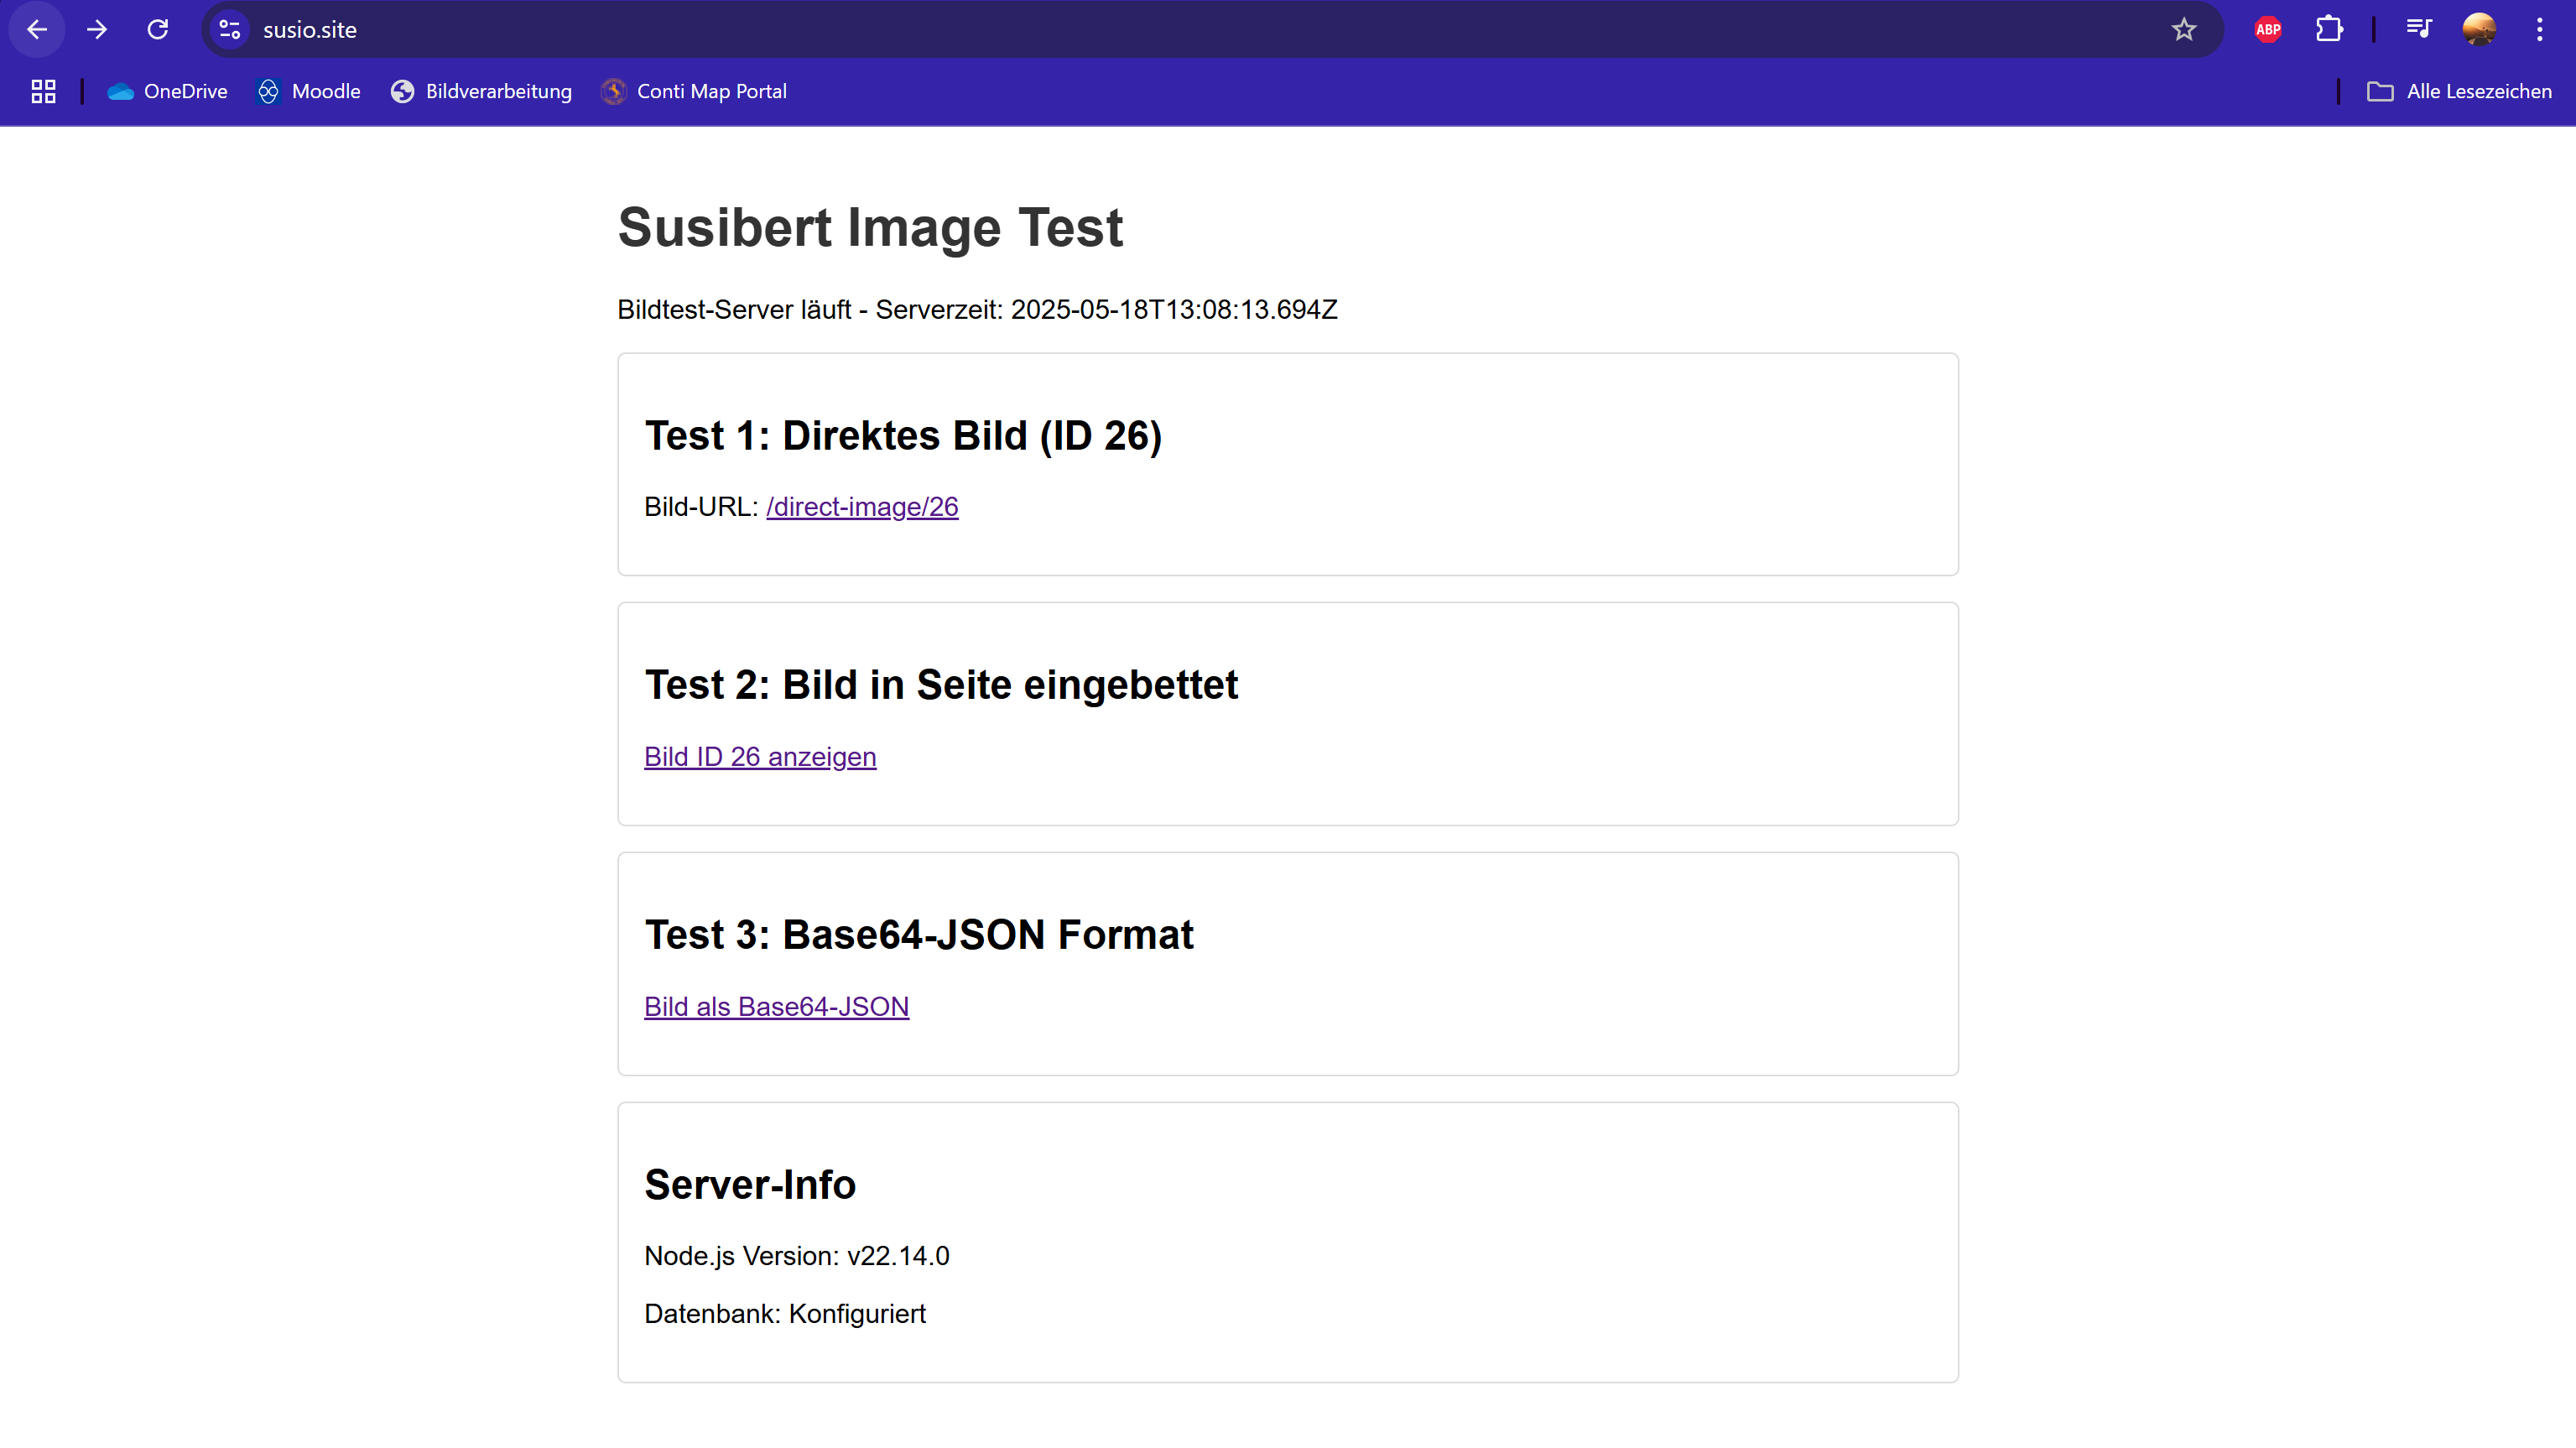 susio.site
ABP
OneDrive
Moodle
Bildverarbeitung
Conti Map Portal
Alle Lesezeichen
Susibert Image Test
Bildtest-Server läuft - Serverzeit: 2025-05-18T13:08:13.694Z
Test 1: Direktes Bild (ID 26)
Bild-URL: /direct-image/26
Test 2: Bild in Seite eingebettet
Bild ID 26 anzeigen
Test 3: Base64-JSON Format
Bild als Base64-JSON
Server-Info
Node.js Version: v22.14.0
Datenbank: Konfiguriert